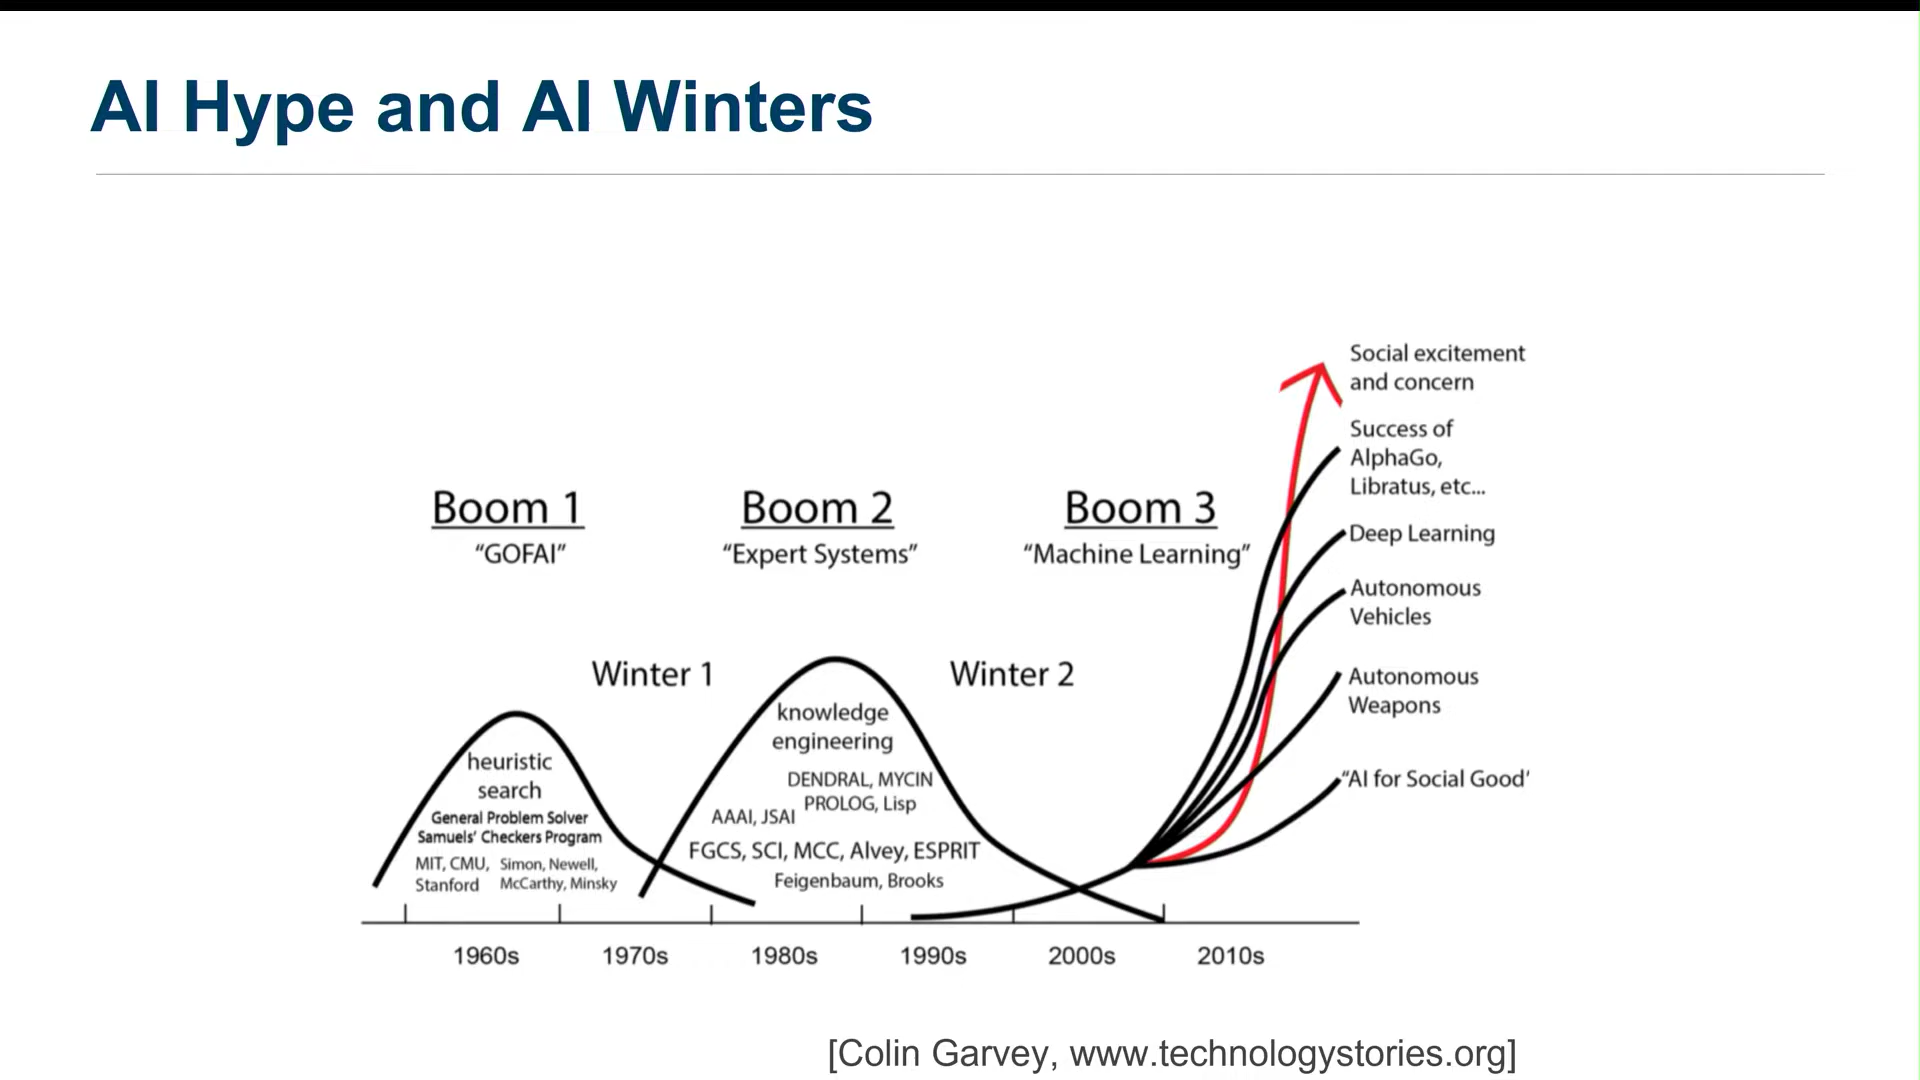 AI Hype and AI Winters
Boom 1
“GOFAI”
Boom 2
“Expert Systems”
Boom 3
“Machine Learning”
Winter 1
Winter 2
heuristic
search
General Problem Solver
Samuels’ Checkers Program
MIT, CMU,
Stanford
Simon, Newell,
McCarthy, Minsky
knowledge
engineering
DENDRAL, MYCIN
PROLOG, Lisp
AAAI, JSAI
FGCS, SCI, MCC, Alvey, ESPRIT
Feigenbaum, Brooks
Social excitement
and concern
Success of
AlphaGo,
Libratus, etc...
Deep Learning
Autonomous
Vehicles
Autonomous
Weapons
“AI for Social Good’
1960s
1970s
1980s
1990s
2000s
2010s
[Colin Garvey, www.technologystories.org]